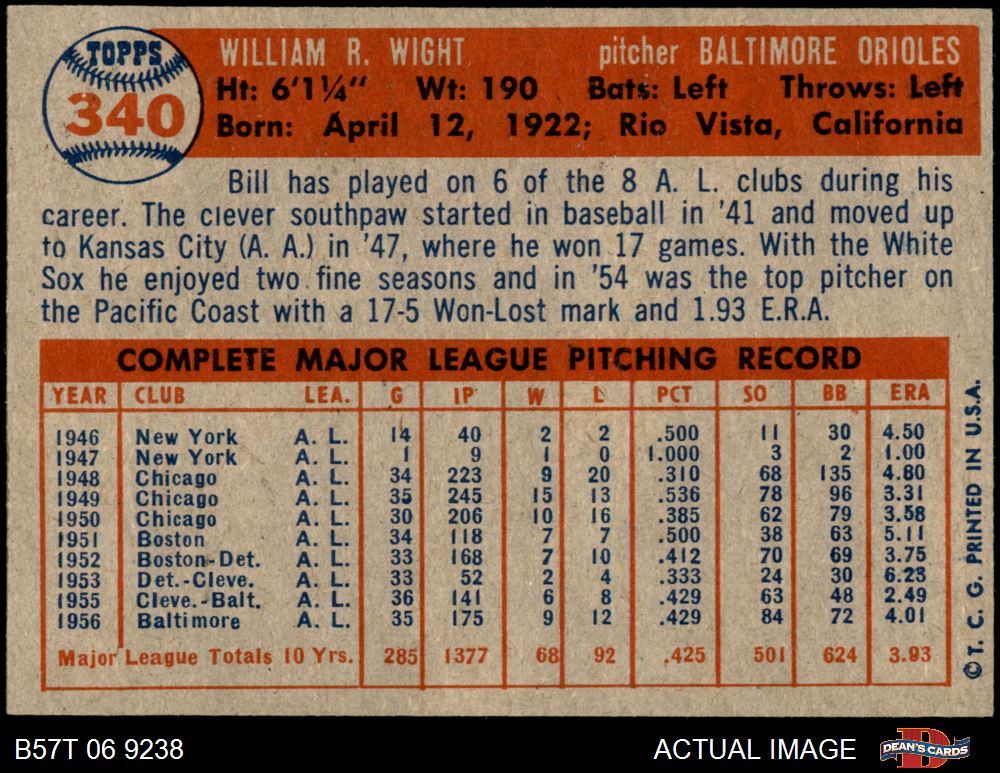 TOPPS
340
WILLIAM R. WIGHT pitcher BALTIMORE ORIOLES
Ht: 6'1¼" Wt: 190 Bats: Left Throws: Left
Born: April 12, 1922; Rio Vista, California
Bill has played on 6 of the 8 A. L. clubs during his
career. The clever southpaw started in baseball in '41 and moved up
to Kansas City (A. A.) in '47, where he won 17 games. With the White
Sox he enjoyed two fine seasons and in '54 was the top pitcher on
the Pacific Coast with a 17-5 Won-Lost mark and 1.93 E.R.A.
COMPLETE MAJOR LEAGUE PITCHING RECORD
YEAR CLUB LEA. G IP W L PCT SO BB ERA
1946 New York A. L. 14 40 2 2 .500 11 30 4.50
1947 New York A. L. 1 9 1 0 1.000 3 2 1.00
1948 Chicago A. L. 34 223 9 20 .310 68 135 4.80
1949 Chicago A. L. 35 245 15 13 .536 78 96 3.31
1950 Chicago A. L. 30 206 10 16 .385 62 79 3.58
1951 Boston A. L. 34 118 7 7 .500 38 63 5.11
1952 Boston-Det. A. L. 33 168 7 10 .412 70 69 3.75
1953 Det.-Cleve. A. L. 33 52 2 4 .333 24 30 6.23
1955 Cleve.-Balt. A. L. 36 141 6 8 .429 63 48 2.49
1956 Baltimore A. L. 35 175 9 12 .429 84 72 4.01
Major League Totals 10 Yrs. 285 1377 68 92 .425 501 624 3.93
© T. C. G. PRINTED IN U.S.A.
B57T 06 9238 ACTUAL IMAGE DEAN'S CARDS